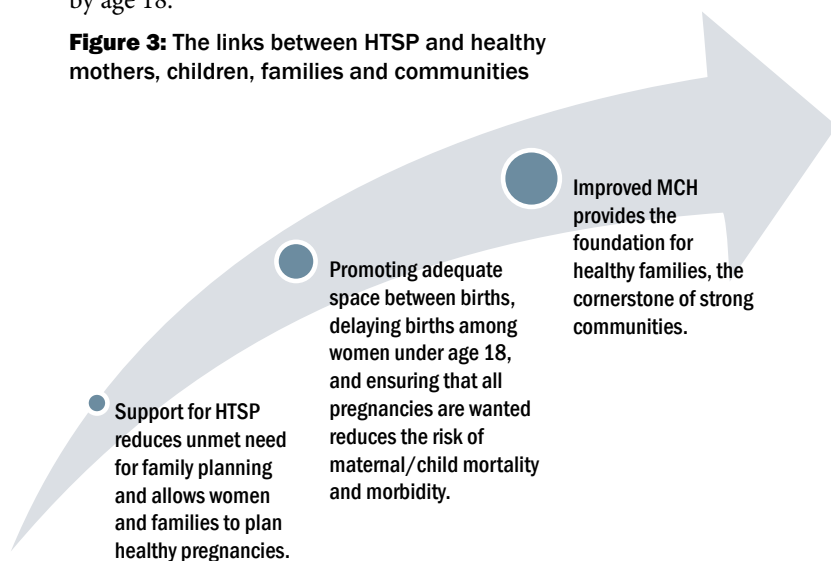 by age 18.
Figure 3: The links between HTSP and healthy
mothers, children, families and communities
Support for HTSP
reduces unmet need
for family planning
and allows women
and families to plan
healthy pregnancies.
Promoting adequate
space between births,
delaying births among
women under age 18,
and ensuring that all
pregnancies are wanted
reduces the risk of
maternal/child mortality
and morbidity.
Improved MCH
provides the
foundation for
healthy families, the
cornerstone of strong
communities.